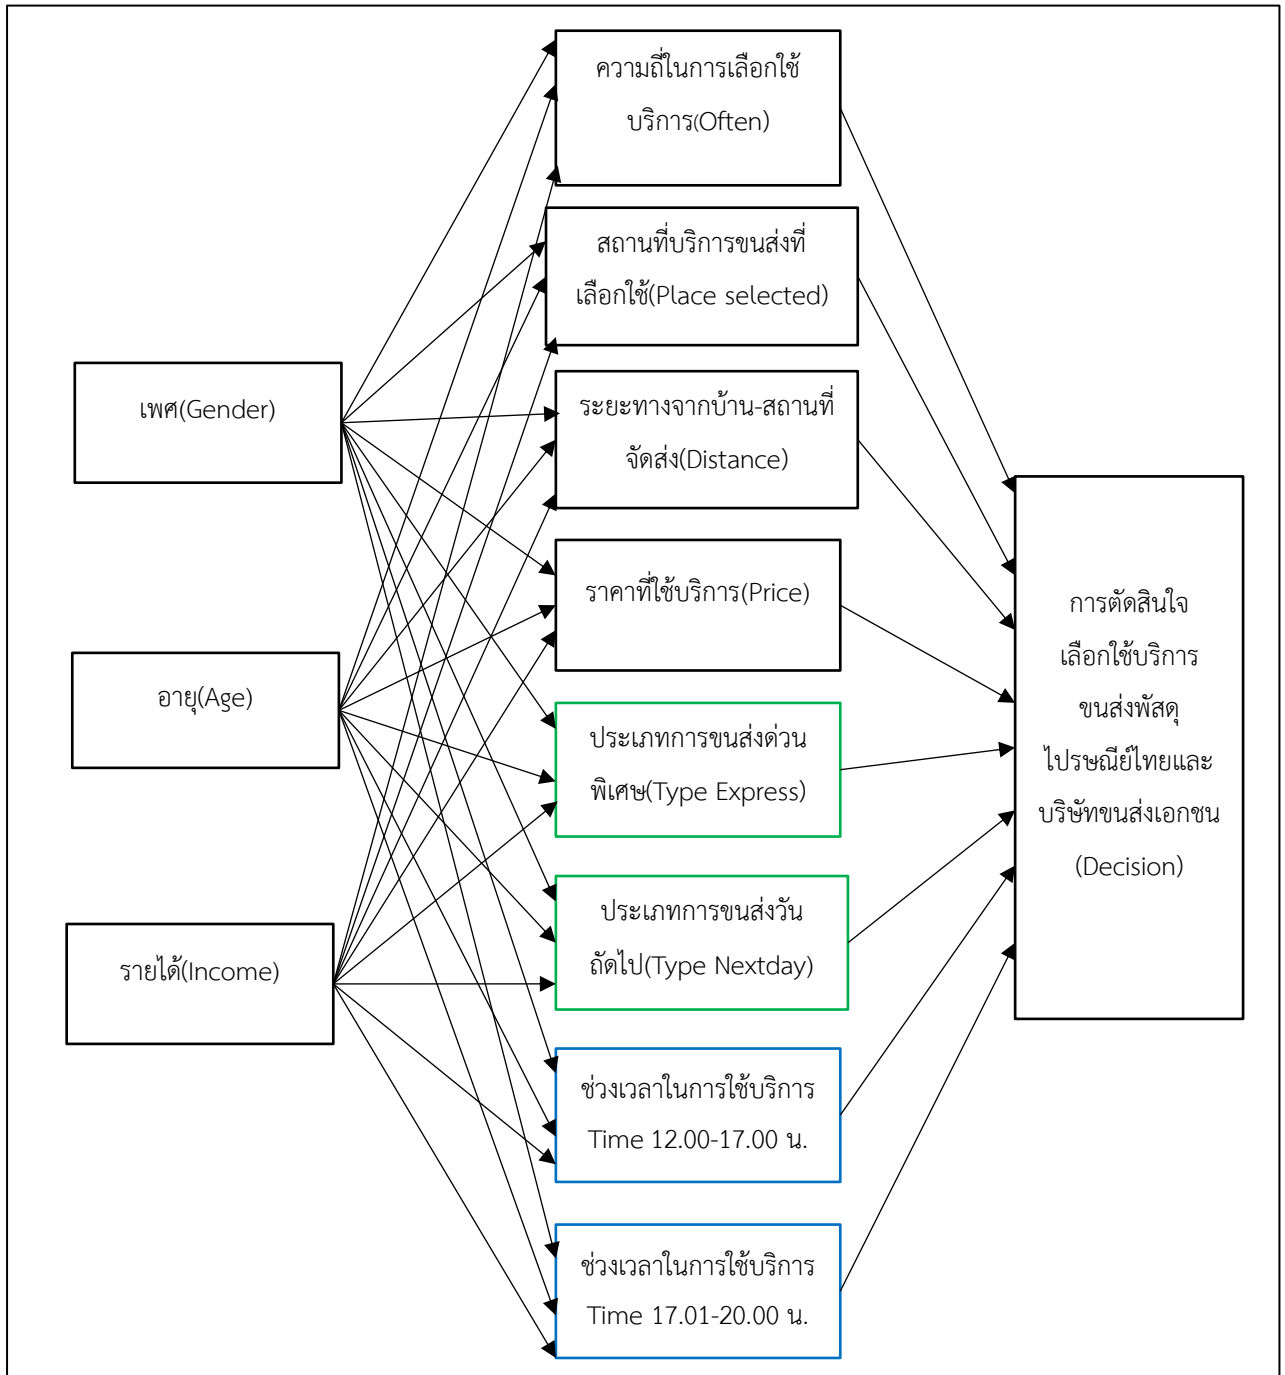 ความถี่ในการเลือกใช้
บริการ(Often)
สถานที่บริการขนส่งที่
เลือกใช้(Place selected)
เพศ(Gender)
ระยะทางจากบ้าน-สถานที่
จัดส่ง(Distance)
ราคาที่ใช้บริการ(Price)
อายุ(Age)
ประเภทการขนส่งด่วน
พิเศษ(Type Express)
ประเภทการขนส่งวัน
ถัดไป(Type Nextday)
รายได้(Income)
ช่วงเวลาในการใช้บริการ
Time 12.00-17.00 น.
ช่วงเวลาในการใช้บริการ
Time 17.01-20.00 น.
การตัดสินใจ
เลือกใช้บริการ
ขนส่งพัสดุ
ไปรษณีย์ไทยและ
บริษัทขนส่งเอกชน
(Decision)